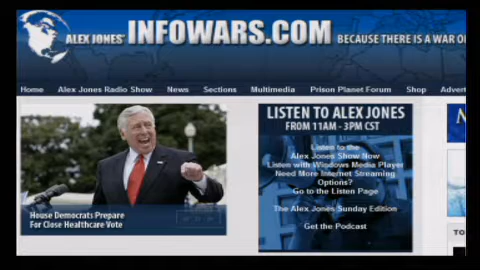 ALEX JONES' INFOWARS.COM BECAUSE THERE IS A WAR
Home Alex Jones Radio Show News Sections Multimedia Prison Planet Forum Shop Advert
LISTEN TO ALEX JONES
FROM 11AM - 3PM CST
Listen to the
Alex Jones Show Now
Listen with Windows Media Player
Need More Internet Streaming
Options?
Go to the Listen Page
The Alex Jones Sunday Edition
Get the Podcast
House Democrats Prepare
For Close Healthcare Vote
TO